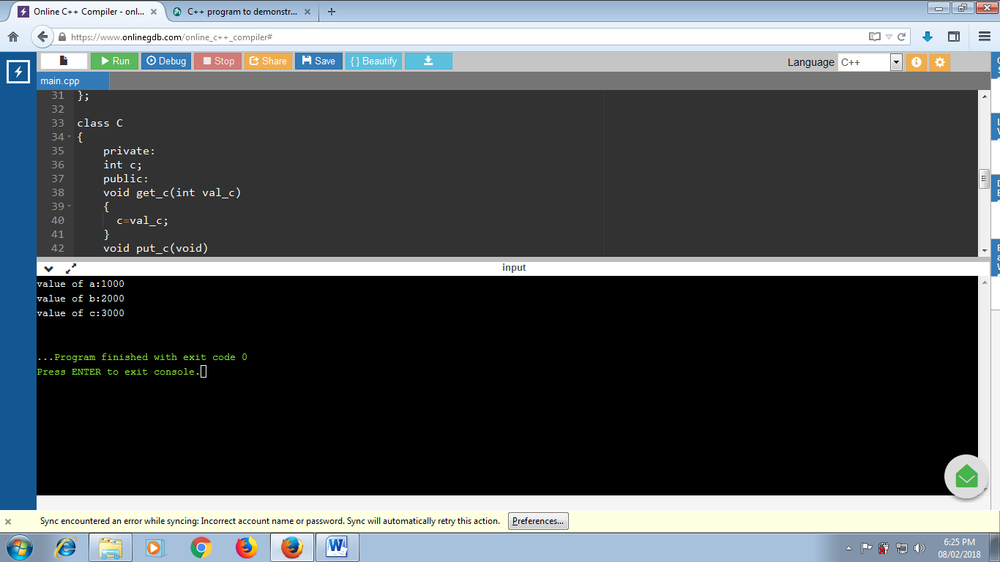 Online C++ Compiler - onl...
C++ program to demonstr...
https://www.onlinegdb.com/online_c++_compiler#
Run
Debug
Stop
Share
Save
{ } Beautify
Language C++
main.cpp
31 };
32
33 class C
34 {
35 private:
36 int c;
37 public:
38 void get_c(int val_c)
39 {
40 c=val_c;
41 }
42 void put_c(void)
input
value of a:1000
value of b:2000
value of c:3000
...Program finished with exit code 0
Press ENTER to exit console.
Sync encountered an error while syncing: Incorrect account name or password. Sync will automatically retry this action. Preferences...
6:25 PM
08/02/2018